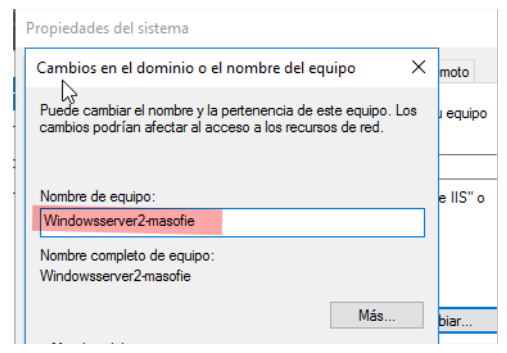 Propiedades del sistema
Cambios en el dominio o el nombre del equipo
moto
Puede cambiar el nombre y la pertenencia de este equipo. Los
cambios podrían afectar al acceso a los recursos de red.
equipo
Nombre de equipo:
e IIS" o
Windowsserver2-masofie
Nombre completo de equipo:
Windowsserver2-masofie
Más...
biar...